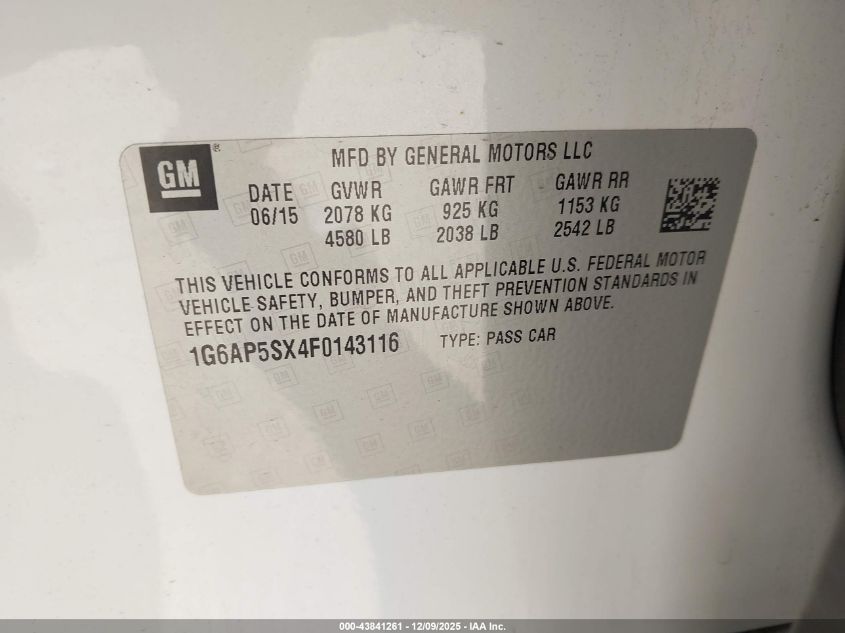 GM ®
MFD BY GENERAL MOTORS LLC
DATE GVWR GAWR FRT GAWR RR
06/15 2078 KG 925 KG 1153 KG
4580 LB 2038 LB 2542 LB
THIS VEHICLE CONFORMS TO ALL APPLICABLE U.S. FEDERAL MOTOR
VEHICLE SAFETY, BUMPER, AND THEFT PREVENTION STANDARDS IN
EFFECT ON THE DATE OF MANUFACTURE SHOWN ABOVE.
1G6AP5SX4F0143116 TYPE: PASS CAR
000-43841261 - 12/09/2025 - IAA Inc.